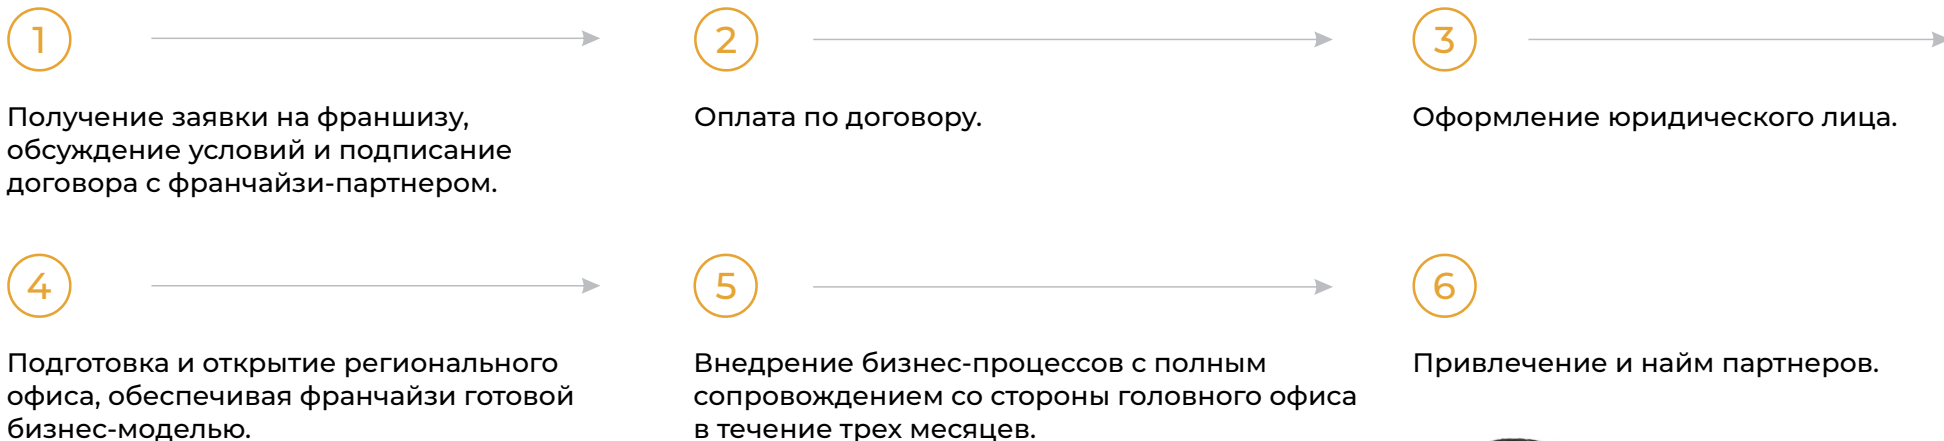 1
Получение заявки на франшизу,
обсуждение условий и подписание
договора с франчайзи-партнером.
2
Оплата по договору.
3
Оформление юридического лица.
4
Подготовка и открытие регионального
офиса, обеспечивая франчайзи готовой
бизнес-моделью.
5
Внедрение бизнес-процессов с полным
сопровождением со стороны головного офиса
в течение трех месяцев.
6
Привлечение и найм партнеров.